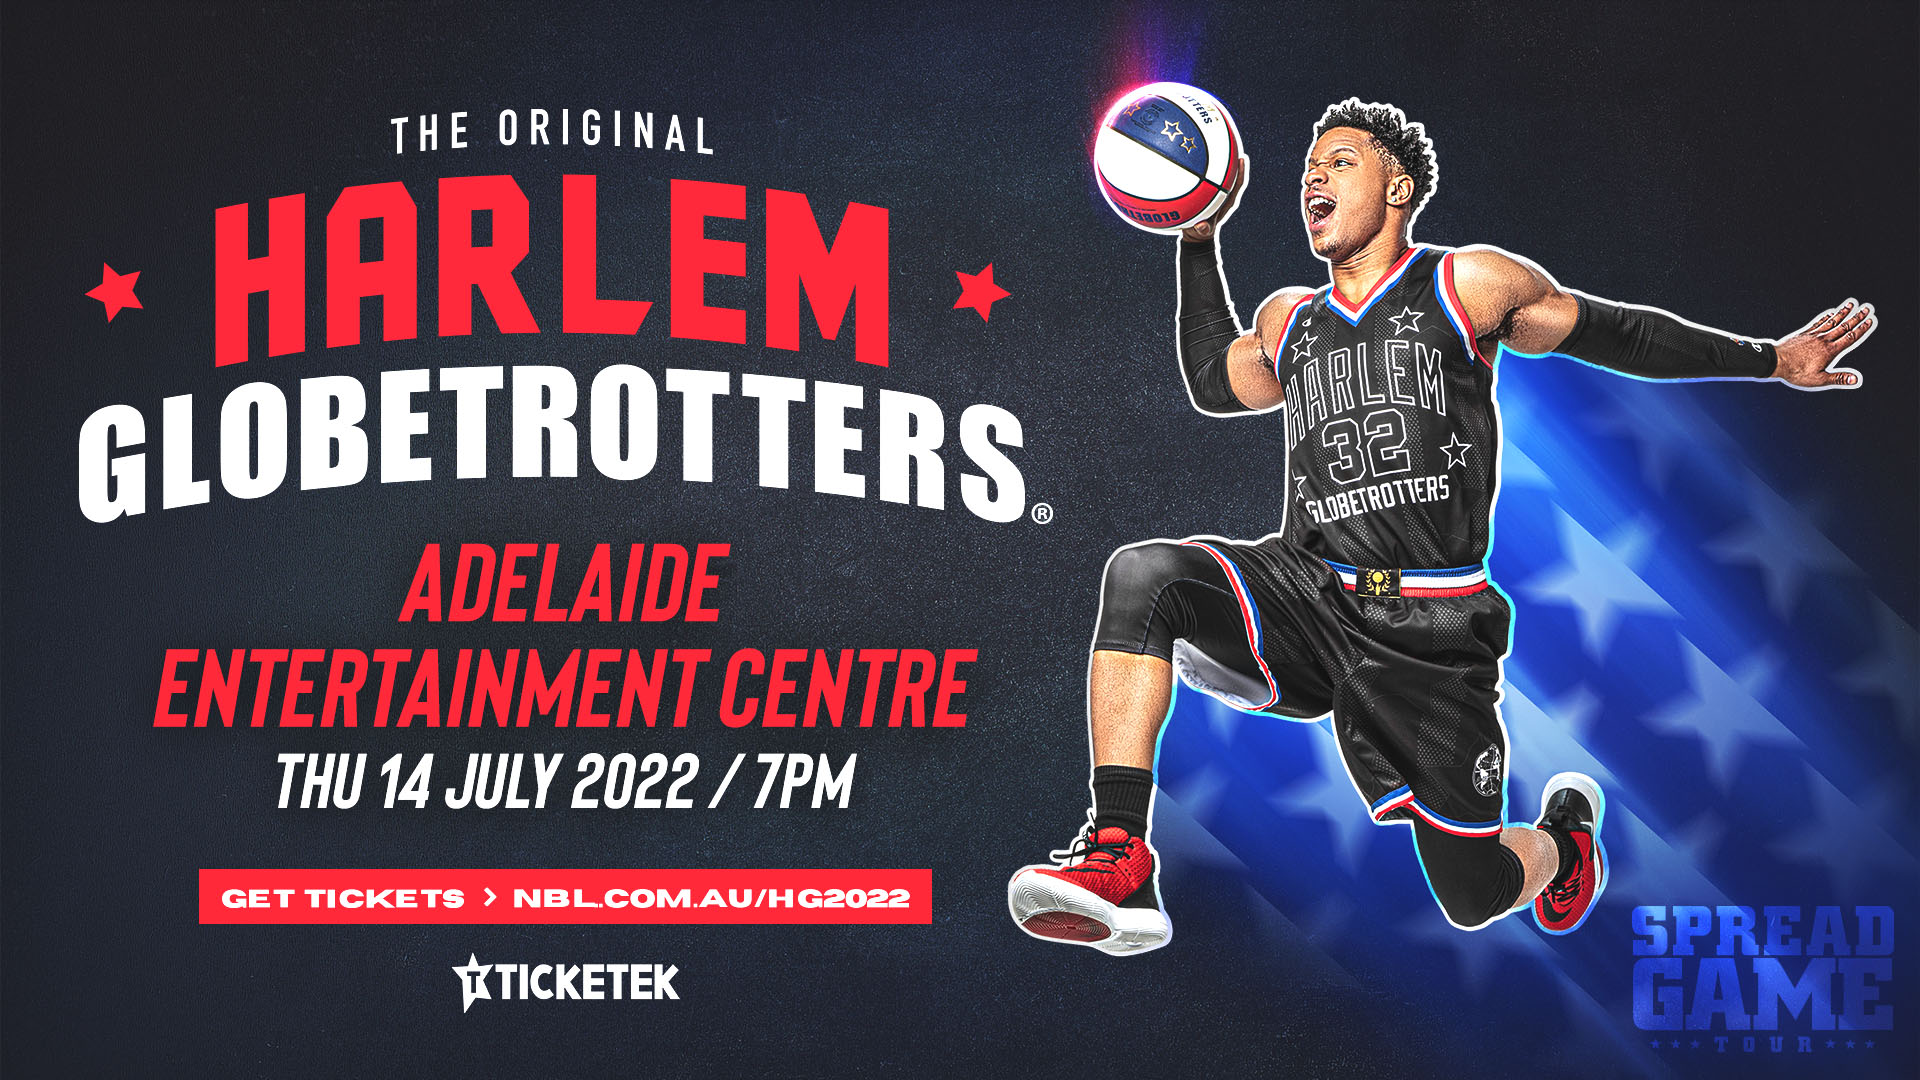 THE ORIGINAL
HARLEM
GLOBETROTTERS®
ADELAIDE
ENTERTAINMENT CENTRE
THU 14 JULY 2022 / 7PM
GET TICKETS > NBL.COM.AU/HG2022
TICKETEK
HARLEM
32
GLOBETROTTERS
SPREAD
GAME
TOUR